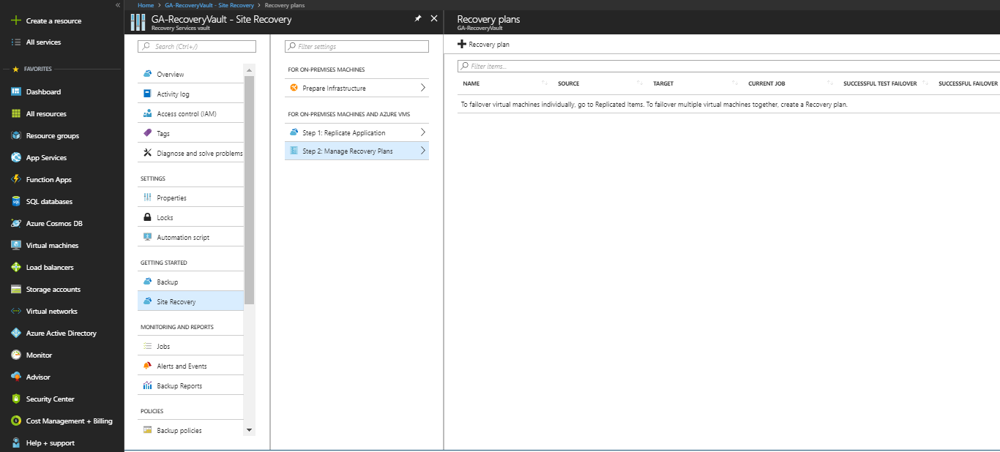 «
Create a resource
All services
FAVORITES
Dashboard
All resources
Resource groups
App Services
Function Apps
SQL databases
Azure Cosmos DB
Virtual machines
Load balancers
Storage accounts
Virtual networks
Azure Active Directory
Monitor
Advisor
Security Center
Cost Management + Billing
Help + support
Home > GA-RecoveryVault - Site Recovery > Recovery plans
GA-RecoveryVault - Site Recovery
Recovery Services vault
Search (Ctrl+/)
Overview
Activity log
Access control (IAM)
Tags
Diagnose and solve problems
SETTINGS
Properties
Locks
Automation script
GETTING STARTED
Backup
Site Recovery
MONITORING AND REPORTS
Jobs
Alerts and Events
Backup Reports
POLICIES
Backup policies
Filter settings
FOR ON-PREMISES MACHINES
Prepare Infrastructure
FOR ON-PREMISES MACHINES AND AZURE VMS
Step 1: Replicate Application
Step 2: Manage Recovery Plans
Recovery plans
GA-RecoveryVault
Recovery plan
Filter items...
NAME SOURCE TARGET CURRENT JOB SUCCESSFUL TEST FAILOVER SUCCESSFUL FAILOVER
To failover virtual machines individually, go to Replicated Items. To failover multiple virtual machines together, create a Recovery plan.